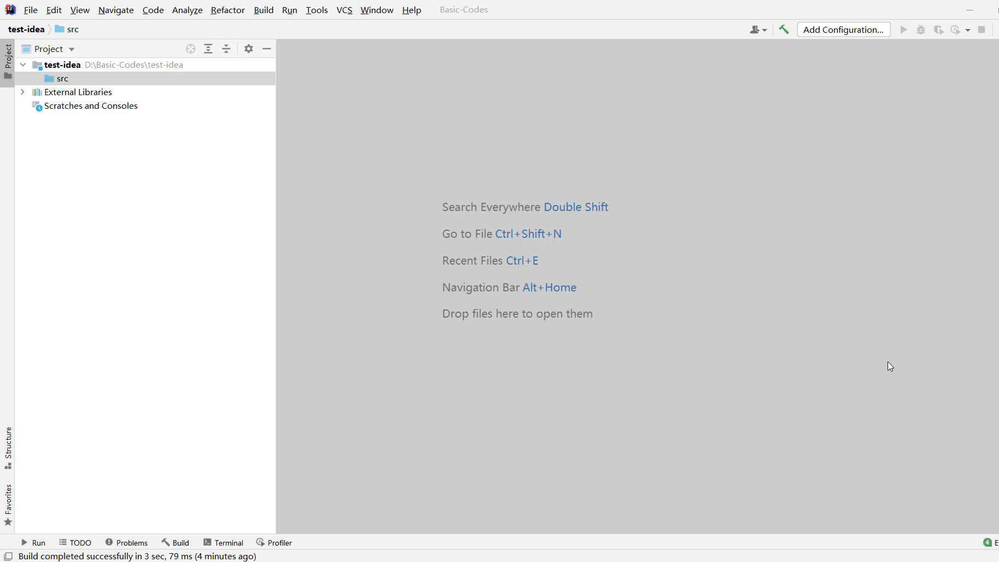 File Edit View Navigate Code Analyze Refactor Build Run Tools VCS Window Help Basic-Codes
test-idea src
Add Configuration...
Project
Project
test-idea D:\Basic-Codes\test-idea
src
External Libraries
Scratches and Consoles
Search Everywhere Double Shift
Go to File Ctrl+Shift+N
Recent Files Ctrl+E
Navigation Bar Alt+Home
Drop files here to open them
Structure
Favorites
Run TODO Problems Build Terminal Profiler
4
Build completed successfully in 3 sec, 79 ms (4 minutes ago)